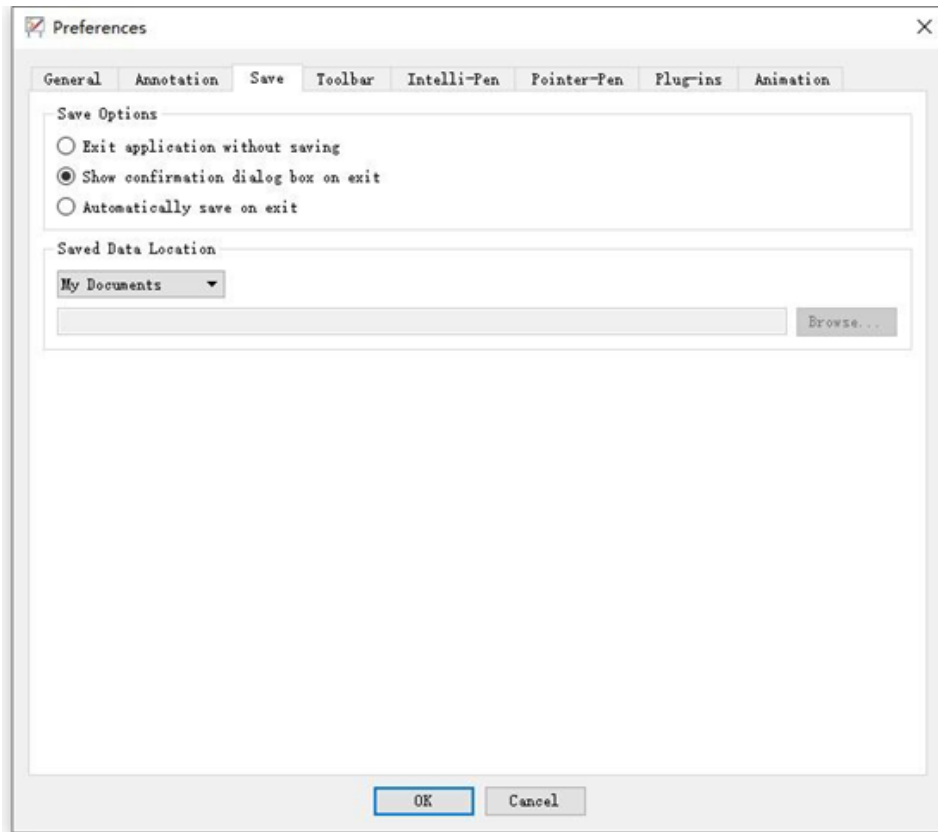 Preferences
General Annotation Save Toolbar Intelli-Pen Pointer-Pen Plug-ins Animation
Save Options
Exit application without saving
Show confirmation dialog box on exit
Automatically save on exit
Saved Data Location
My Documents
Browse...
OK Cancel